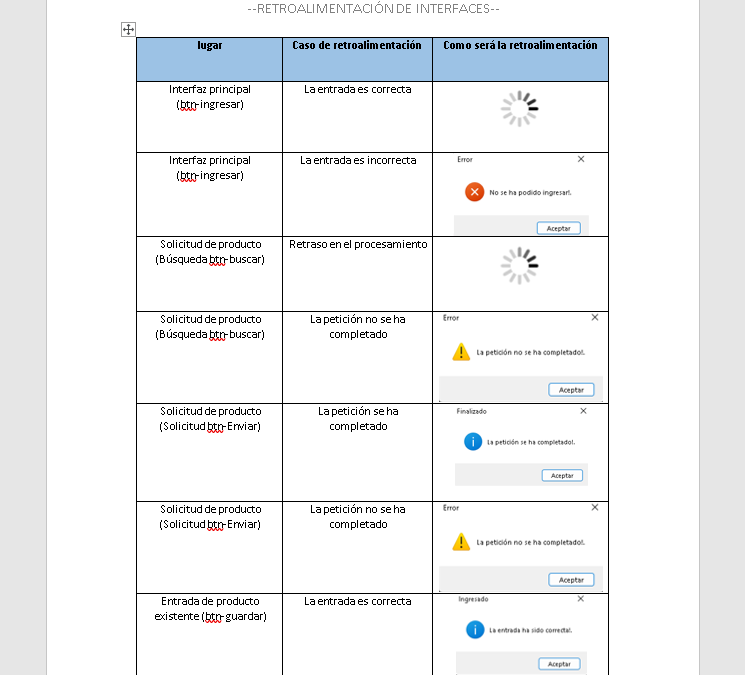 --RETROALIMENTACIÓN DE INTERFACES--
lugar
Caso de retroalimentación
Como será la retroalimentación
Interfaz principal
(btn-ingresar)
La entrada es correcta
Interfaz principal
(btn-ingresar)
La entrada es incorrecta
Error
No se ha podido ingresar!.
Aceptar
Solicitud de producto
(Búsqueda btn-buscar)
Retraso en el procesamiento
Solicitud de producto
(Búsqueda btn-buscar)
La petición no se ha
completado
Error
La petición no se ha completado!.
Aceptar
Solicitud de producto
(Solicitud btn-Enviar)
La petición se ha
completado
Finalizado
La petición se ha completado!.
Aceptar
Solicitud de producto
(Solicitud btn-Enviar)
La petición no se ha
completado
Error
La petición no se ha completado!.
Aceptar
Entrada de producto
existente (btn-guardar)
La entrada es correcta
Ingresado
La entrada ha sido correcta!.
Aceptar